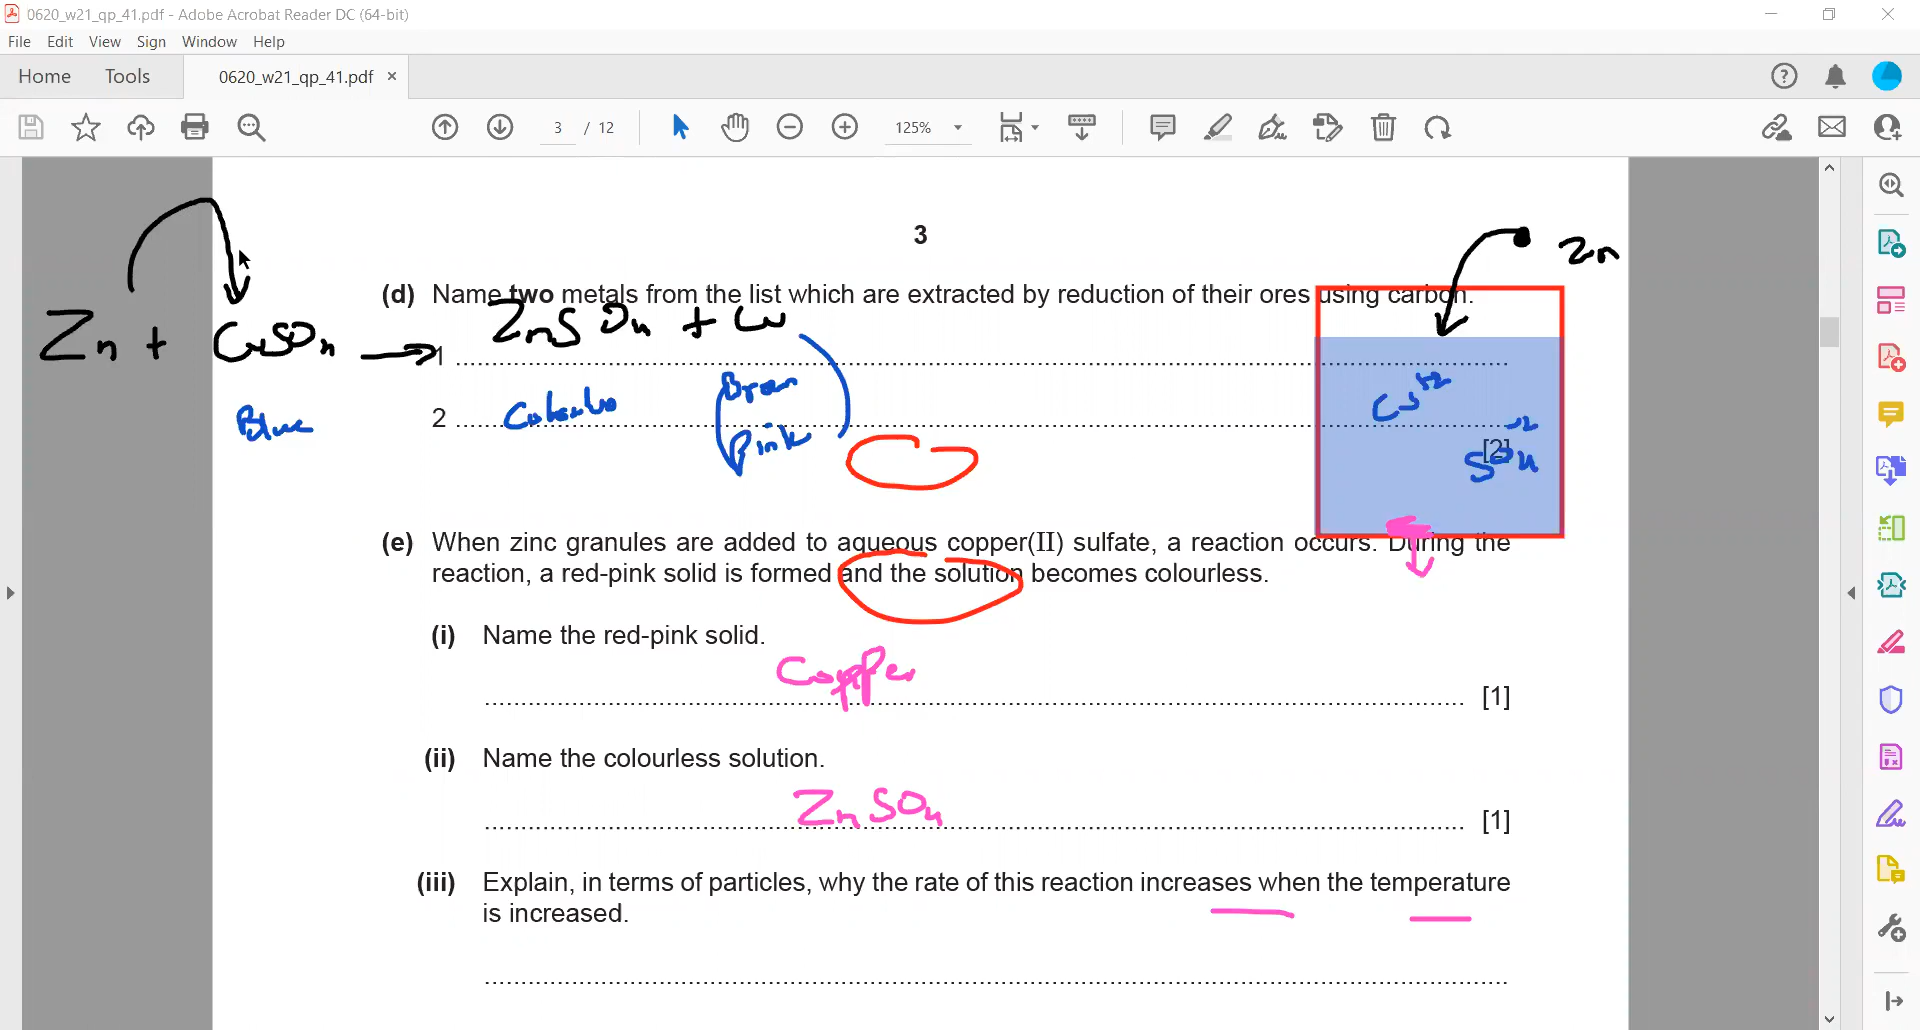 0620_w21_qp_41.pdf - Adobe Acrobat Reader DC (64-bit)
File Edit View Sign Window Help
Home Tools 0620_w21_qp_41.pdf ×
3 / 12 125%
3
Zn
(d) Name two metals from the list which are extracted by reduction of their ores using carbon.
Zn + CuSO4 → ZnSO4 + Cu
1
Blue
2
Brown
Pink
Cu+2
SO4-2
[2]
(e) When zinc granules are added to aqueous copper(II) sulfate, a reaction occurs. During the
reaction, a red-pink solid is formed and the solution becomes colourless.
(i) Name the red-pink solid.
Copper
[1]
(ii) Name the colourless solution.
ZnSO4
[1]
(iii) Explain, in terms of particles, why the rate of this reaction increases when the temperature
is increased.